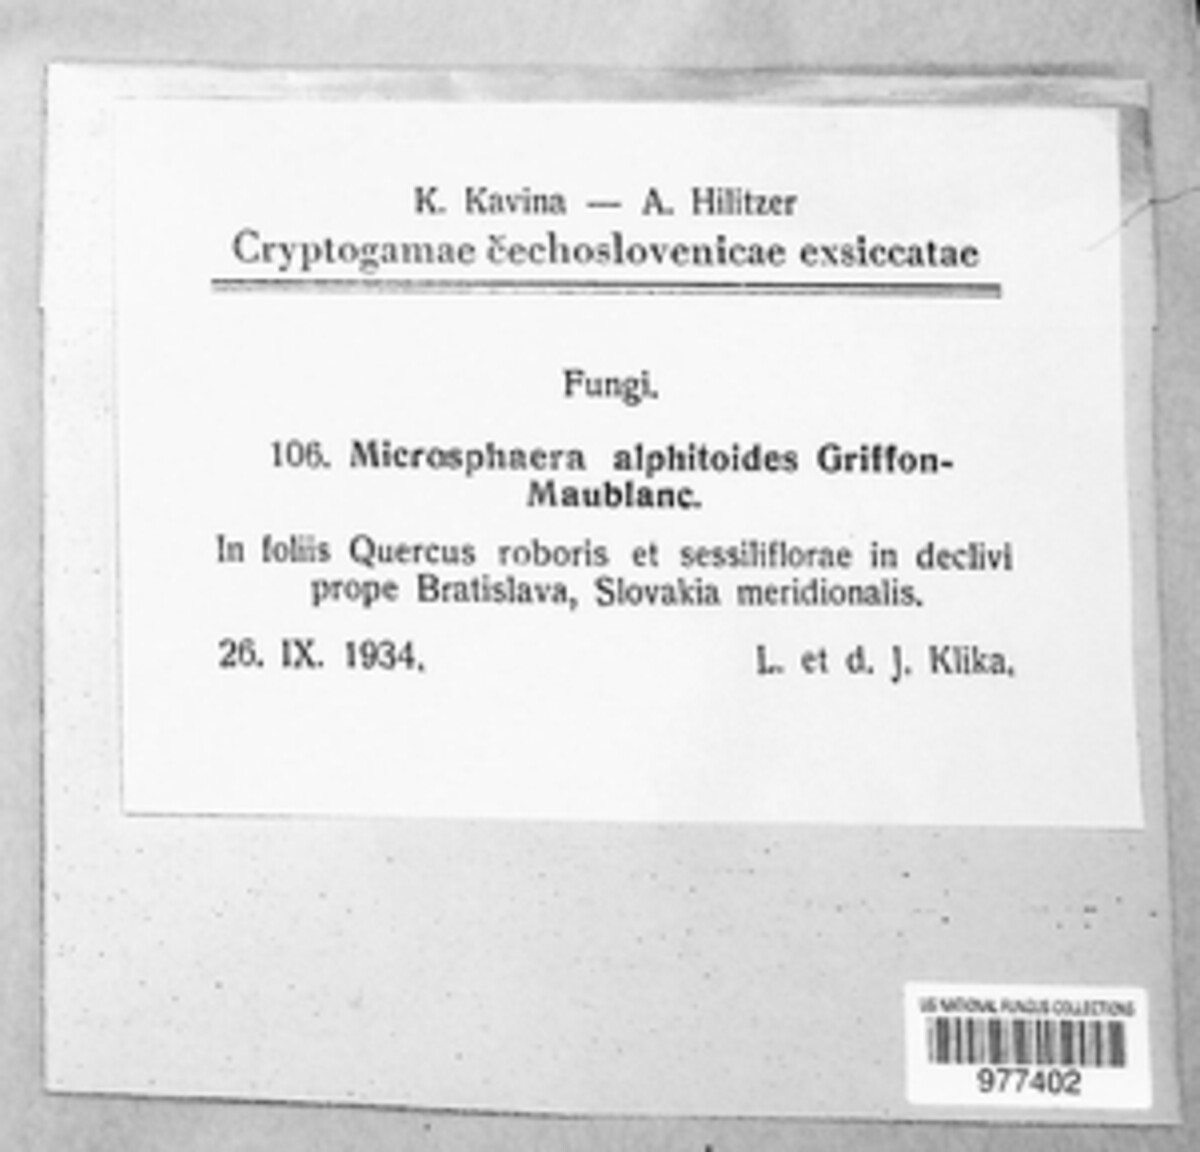 K. Kavina — A. Hilitzer
Cryptogamae čechoslovenicae exsiccatae
Fungi.
106. Microsphaera alphitoides Griffon-
Maublanc.
In foliis Quercus roboris et sessiliflorae in declivi
prope Bratislava, Slovakia meridionalis.
26. IX. 1934. L. et d. J. Klika.
US NATIONAL FUNGUS COLLECTIONS
977402